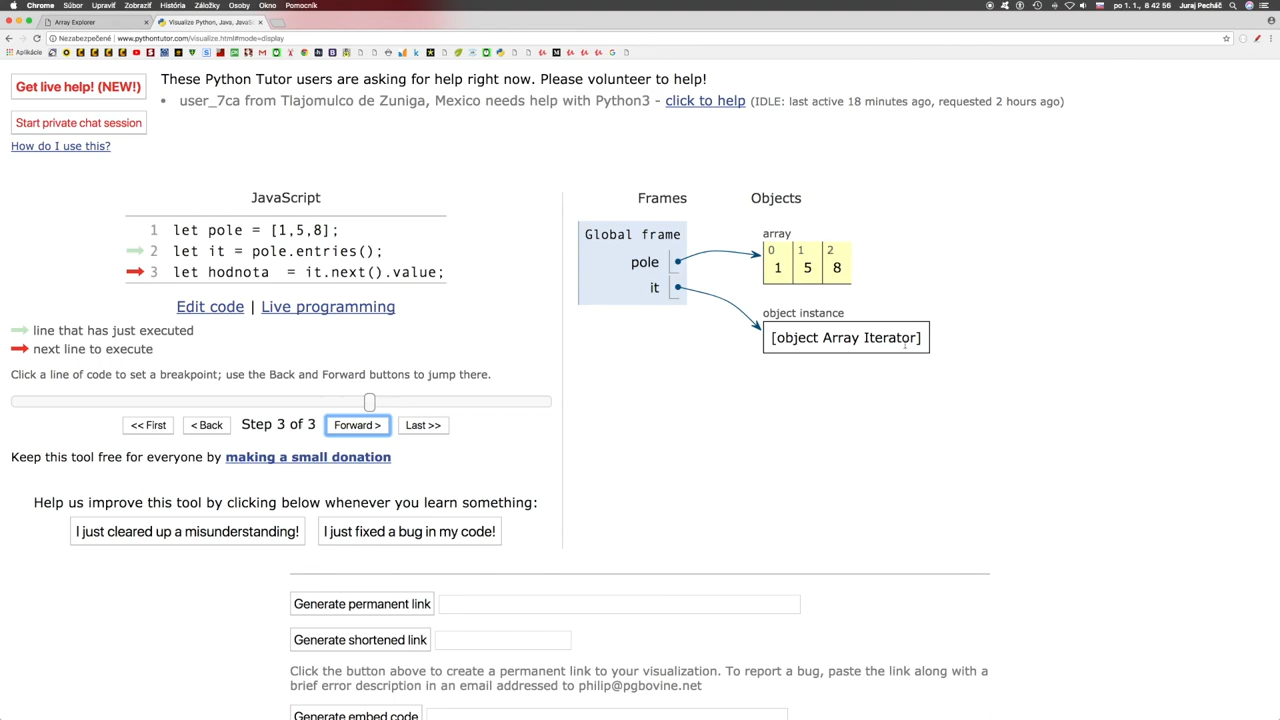 Chrome Súbor Upraviť Zobraziť História Záložky Osoby Okno Pomocník po 1. 1., 8 42 56 Juraj Pecháč
Array Explorer × Visualize Python, Java, JavaSc ×
Nezabezpečené www.pythontutor.com/visualize.html#mode=display
Aplikácie
Get live help! (NEW!)
These Python Tutor users are asking for help right now. Please volunteer to help!
• user_7ca from Tlajomulco de Zuniga, Mexico needs help with Python3 - click to help (IDLE: last active 18 minutes ago, requested 2 hours ago)
Start private chat session
How do I use this?
JavaScript
1 let pole = [1,5,8];
2 let it = pole.entries();
3 let hodnota  = it.next().value;
Edit code | Live programming
line that has just executed
next line to execute
Click a line of code to set a breakpoint; use the Back and Forward buttons to jump there.
<< First < Back Step 3 of 3 Forward > Last >>
Keep this tool free for everyone by making a small donation
Help us improve this tool by clicking below whenever you learn something:
I just cleared up a misunderstanding! I just fixed a bug in my code!
Frames Objects
Global frame
pole
it
array
0 1 2
1 5 8
object instance
[object Array Iterator]
Generate permanent link
Generate shortened link
Click the button above to create a permanent link to your visualization. To report a bug, paste the link along with a
brief error description in an email addressed to philip@pgbovine.net
Generate embed code